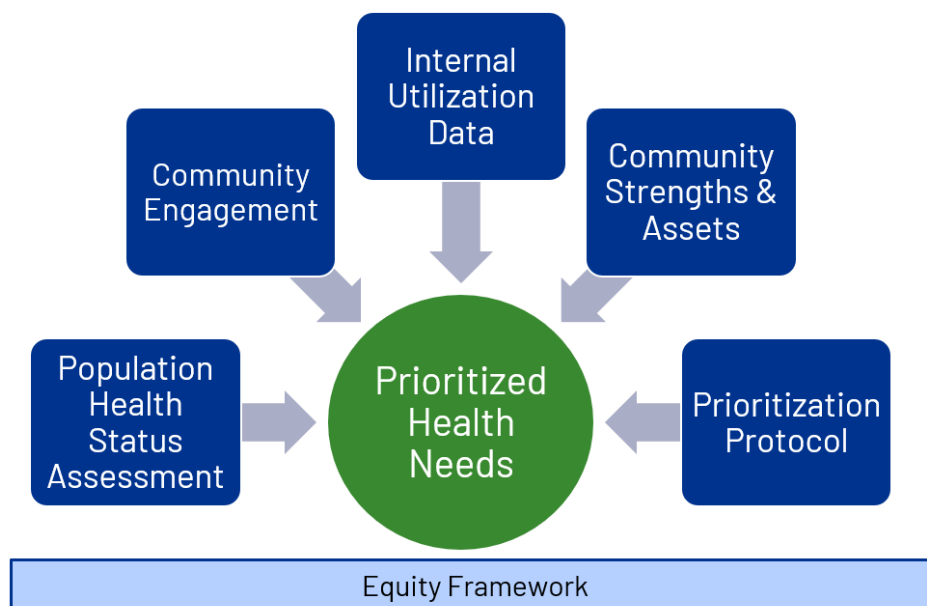 Internal
Utilization
Data
Community
Engagement
Community
Strengths &
Assets
Population
Health
Status
Assessment
Prioritized
Health
Needs
Prioritization
Protocol
Equity Framework